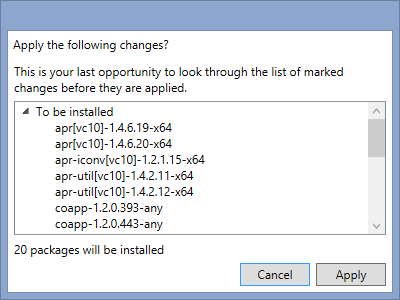 Apply the following changes?
This is your last opportunity to look through the list of marked
changes before they are applied.
To be installed
apr[vc10]-1.4.6.19-x64
apr[vc10]-1.4.6.20-x64
apr-iconv[vc10]-1.2.1.15-x64
apr-util[vc10]-1.4.2.11-x64
apr-util[vc10]-1.4.2.12-x64
coapp-1.2.0.393-any
coapp-1.2.0.443-any
20 packages will be installed
Cancel
Apply